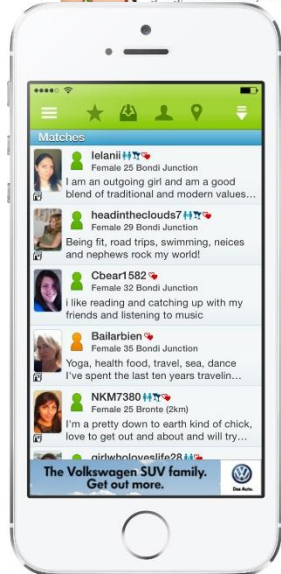 Matches
lelanii
Female 25 Bondi Junction
I am an outgoing girl and am a good
blend of traditional and modern values...
headintheclouds7
Female 29 Bondi Junction
Being fit, road trips, swimming, neices
and nephews rock my world!
Cbear1582
Female 32 Bondi Junction
i like reading and catching up with my
friends and listening to music
Bailarbien
Female 35 Bondi Junction
Yoga, health food, travel, sea, dance
I've spent the last ten years travelin...
NKM7380
Female 25 Bronte (2km)
I'm a pretty down to earth kind of chick,
love to get out and about and will try...
girlwholoveslife28
The Volkswagen SUV family.
Get out more.
Das Auto.